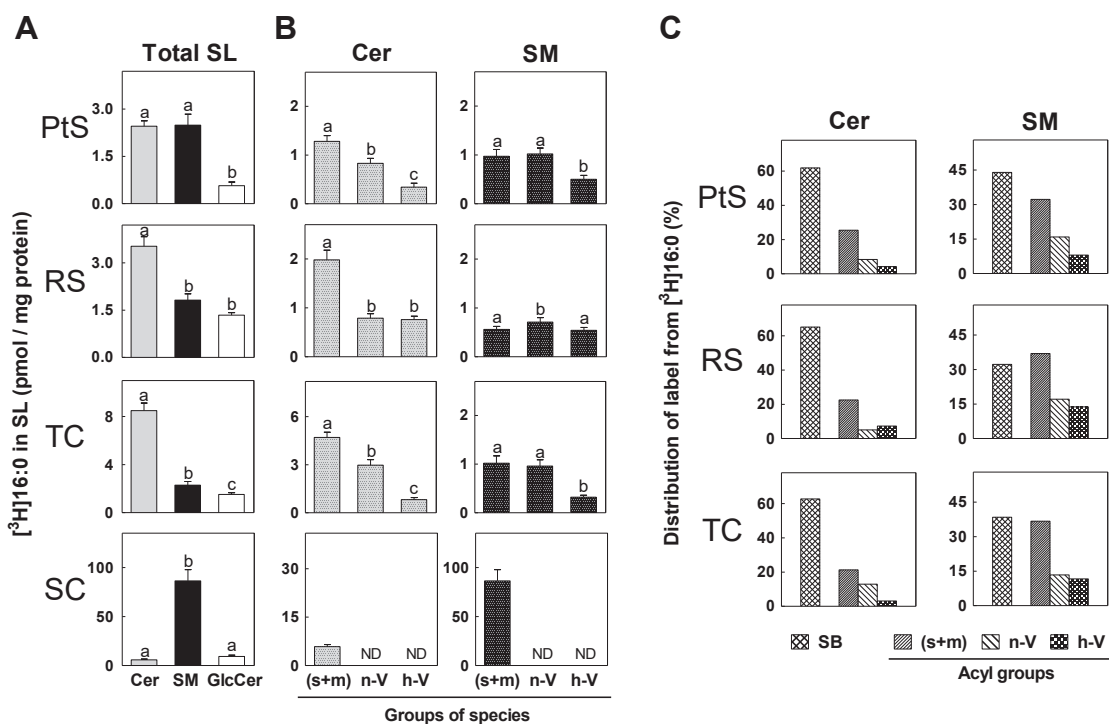 A B C
Total SL Cer SM
Cer SM
[³H]16:0 in SL (pmol / mg protein)
Distribution of label from [³H]16:0 (%)
PtS
3.0
1.5
0.0
a a b
2
1
0
a b c
2
1
0
a a b
RS
3.0
1.5
0.0
a b b
2
1
0
a b b
2
1
0
a b a
TC
8
4
0
a b c
6
3
0
a b c
2
1
0
a a b
SC
100
50
0
a b a
30
15
0
ND ND
100
50
0
ND ND
Cer SM GlcCer
(s+m) n-V h-V
(s+m) n-V h-V
Groups of species
PtS
60
40
20
0
45
30
15
0
RS
60
40
20
0
45
30
15
0
TC
60
40
20
0
45
30
15
0
SB (s+m) n-V h-V
Acyl groups